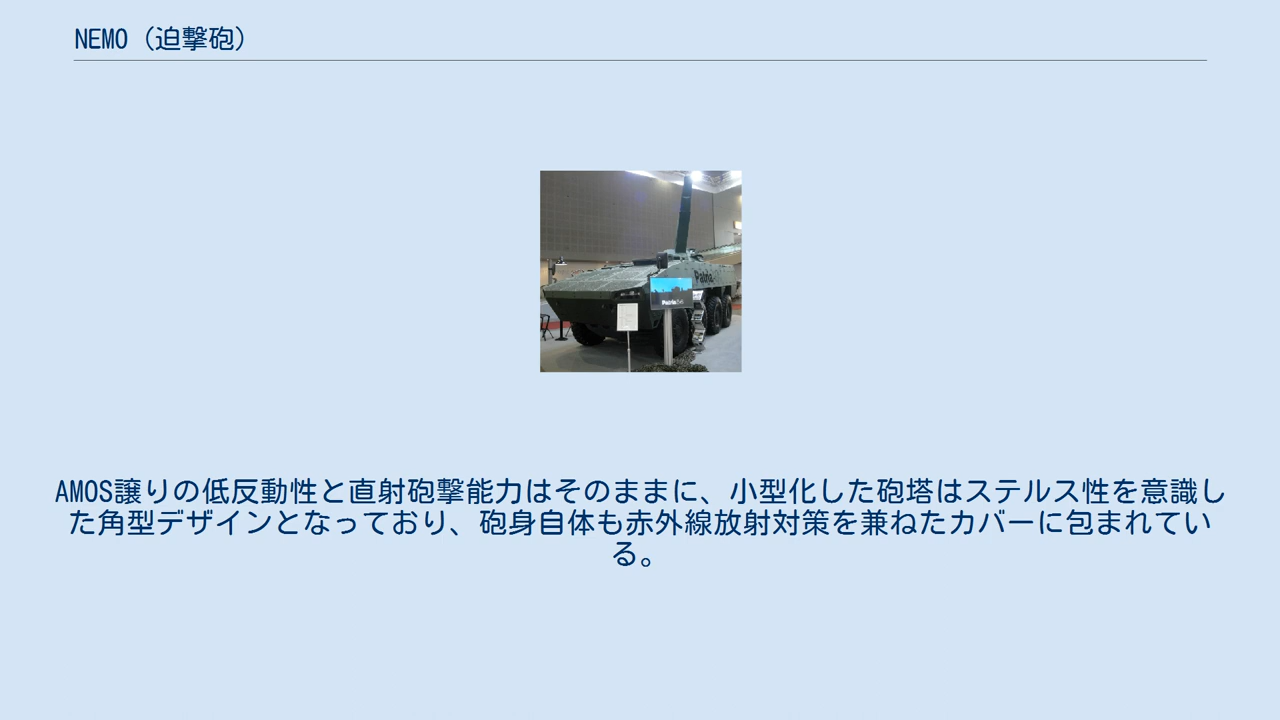 NEMO（迫撃砲）
Patria
Patria
AMOS譲りの低反動性と直射砲撃能力はそのままに、小型化した砲塔はステルス性を意識し
た角型デザインとなっており、砲身自体も赤外線放射対策を兼ねたカバーに包まれてい
る。